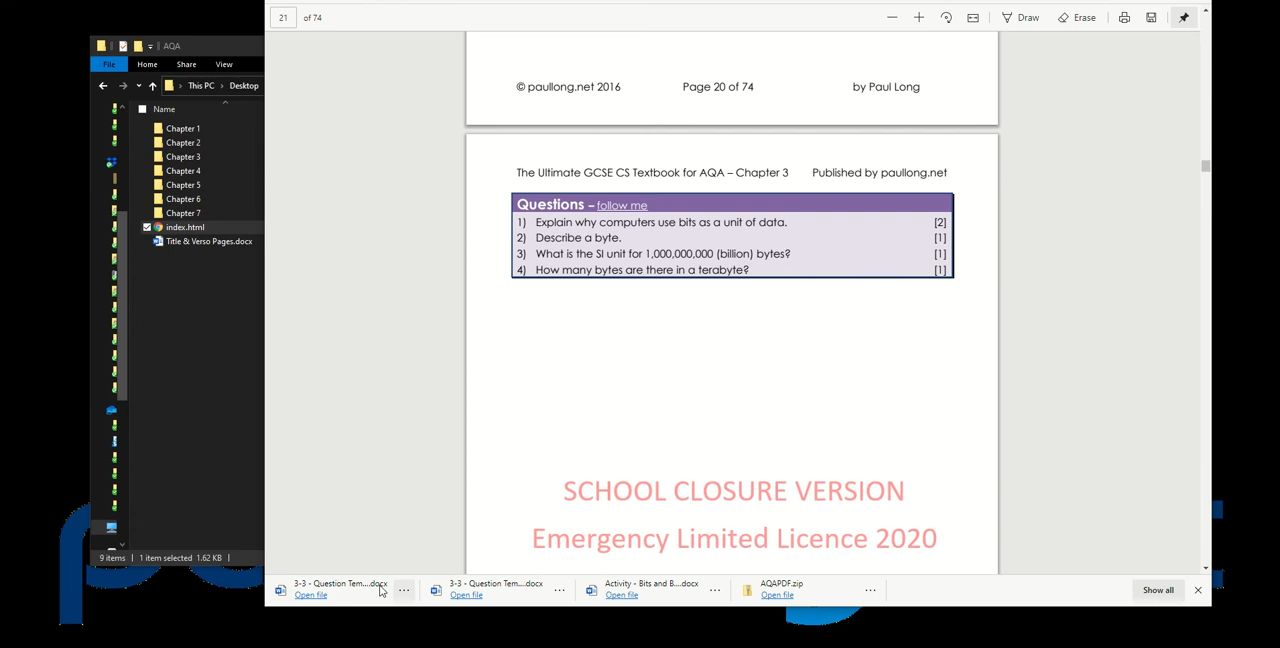 21 of 74
Draw
Erase
AQA
File Home Share View
This PC Desktop
Name
Chapter 1
Chapter 2
Chapter 3
Chapter 4
Chapter 5
Chapter 6
Chapter 7
index.html
Title & Verso Pages.docx
9 items 1 item selected 1.62 KB
© paullong.net 2016 Page 20 of 74 by Paul Long
The Ultimate GCSE CS Textbook for AQA – Chapter 3 Published by paullong.net
Questions – follow me
1) Explain why computers use bits as a unit of data. [2]
2) Describe a byte. [1]
3) What is the SI unit for 1,000,000,000 (billion) bytes? [1]
4) How many bytes are there in a terabyte? [1]
SCHOOL CLOSURE VERSION
Emergency Limited Licence 2020
3-3 - Question Tem....docx
Open file
3-3 - Question Tem....docx
Open file
Activity - Bits and B....docx
Open file
AQAPDF.zip
Open file
Show all